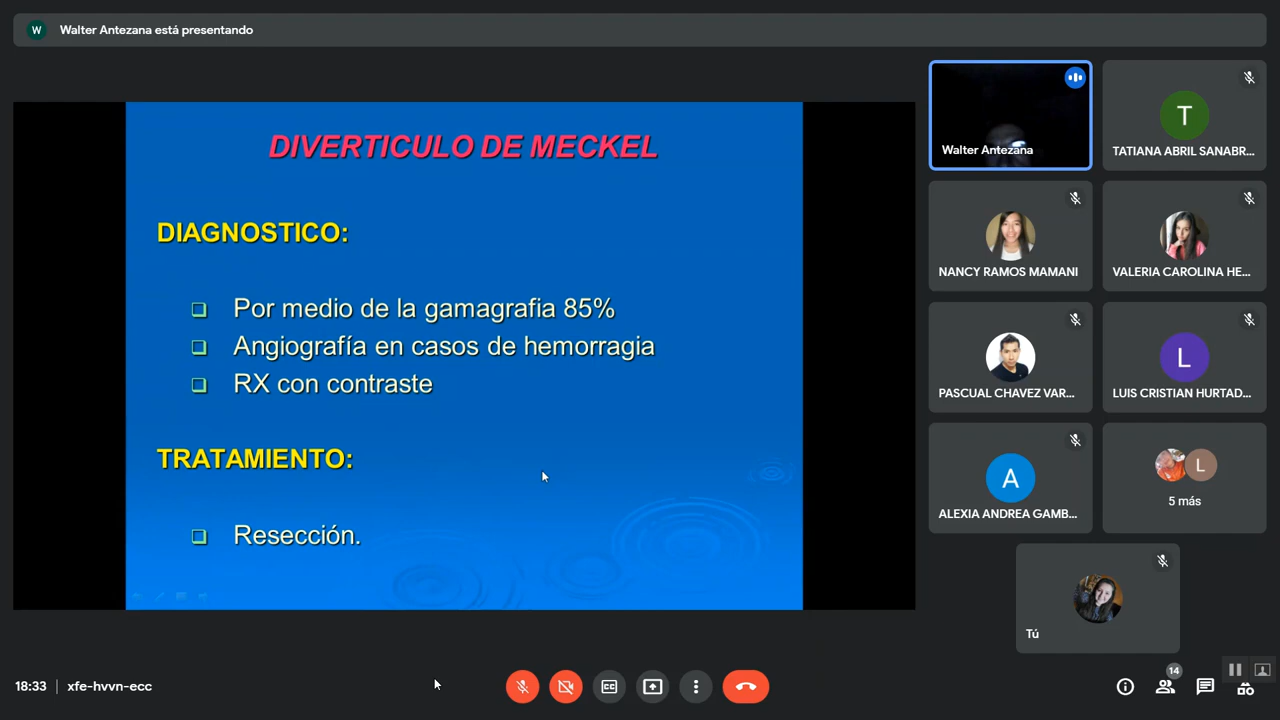 W
Walter Antezana está presentando
DIVERTICULO DE MECKEL
DIAGNOSTICO:
Por medio de la gamagrafia 85%
Angiografía en casos de hemorragia
RX con contraste
TRATAMIENTO:
Resección.
Walter Antezana
T
TATIANA ABRIL SANABR...
NANCY RAMOS MAMANI
VALERIA CAROLINA HE...
PASCUAL CHAVEZ VAR...
L
LUIS CRISTIAN HURTAD...
A
ALEXIA ANDREA GAMB...
L
5 más
Tú
18:33 | xfe-hvvn-ecc
CC
14